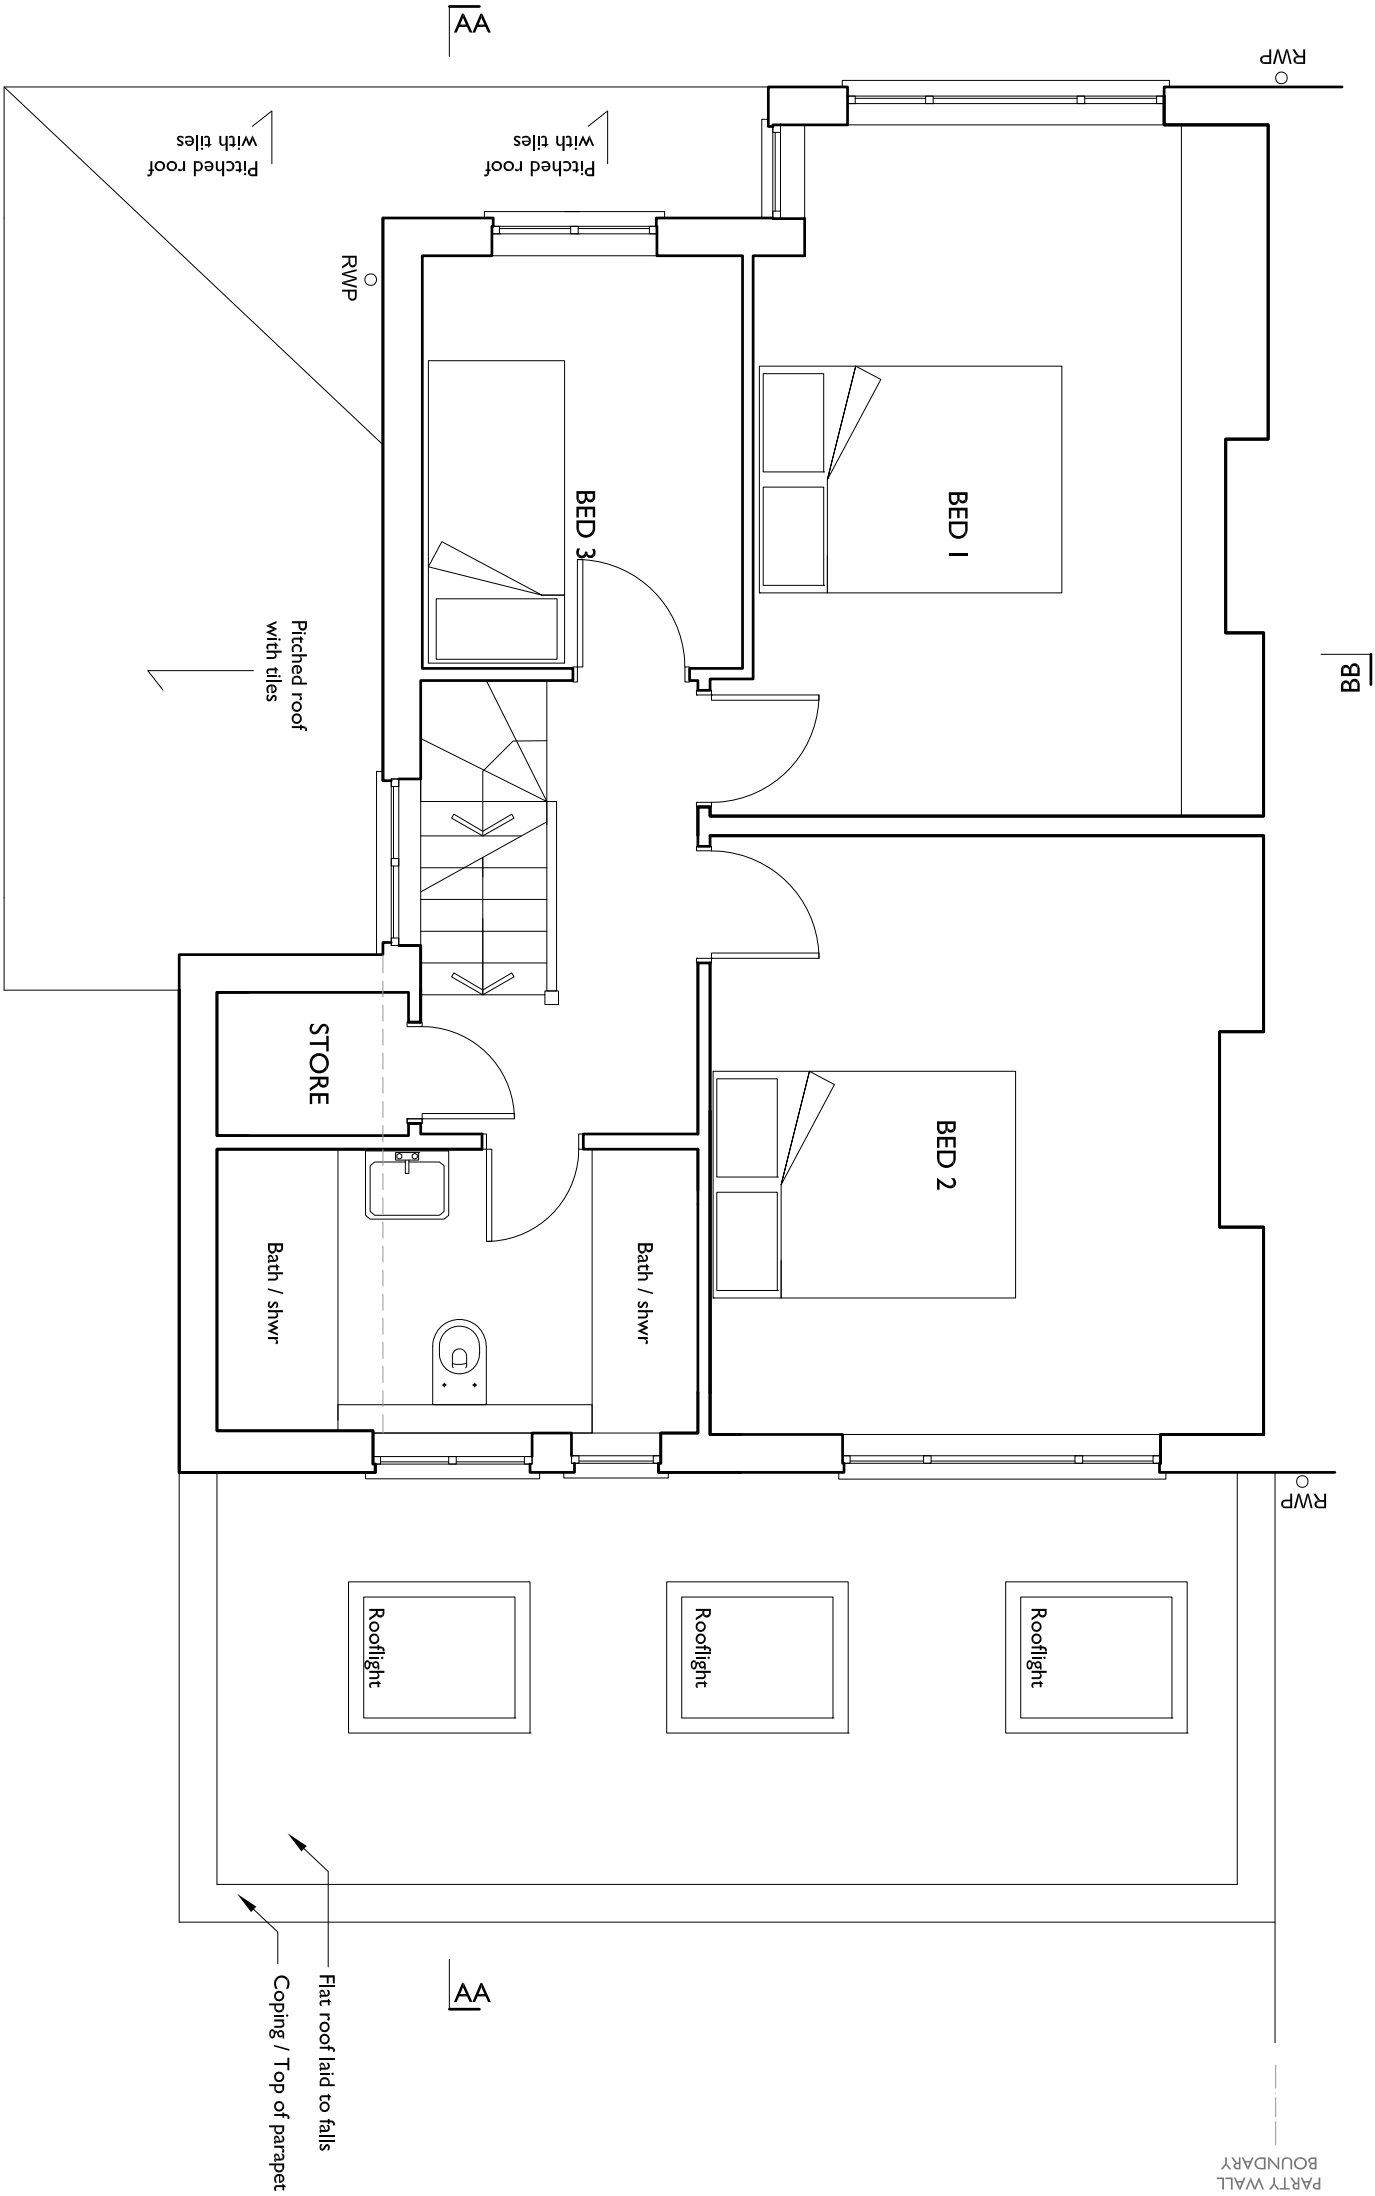 AA
RWP
Pitched roof
with tiles
Pitched roof
with tiles
RWP
BED 1
BED 3
BB
Pitched roof
with tiles
STORE
BED 2
Bath / shwr
Bath / shwr
RWP
Rooflight
Rooflight
Rooflight
AA
Flat roof laid to falls
Coping / Top of parapet
PARTY WALL
BOUNDARY